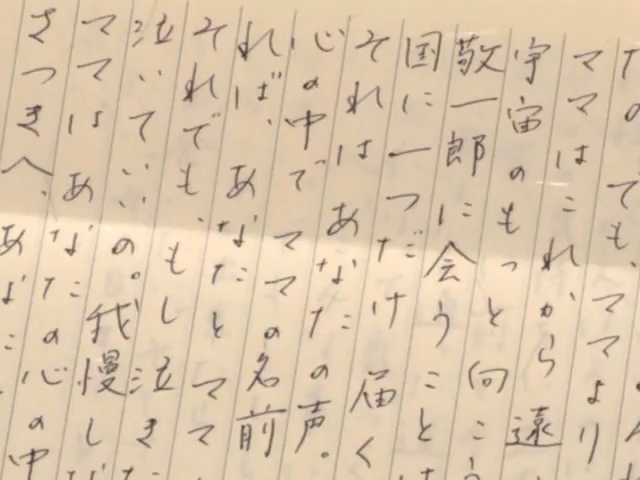 たの。でも、ママより
ママはこれから遠
宇宙のもっと向こう
敬一郎に会うこと
国に一つだけ届く
それはあなたの声。
心の中でママの名前
れば、あなたとママ
それでも、もし泣き
泣いていいの。我慢しな
ママはあなたの心の中
さつきへ、あなた